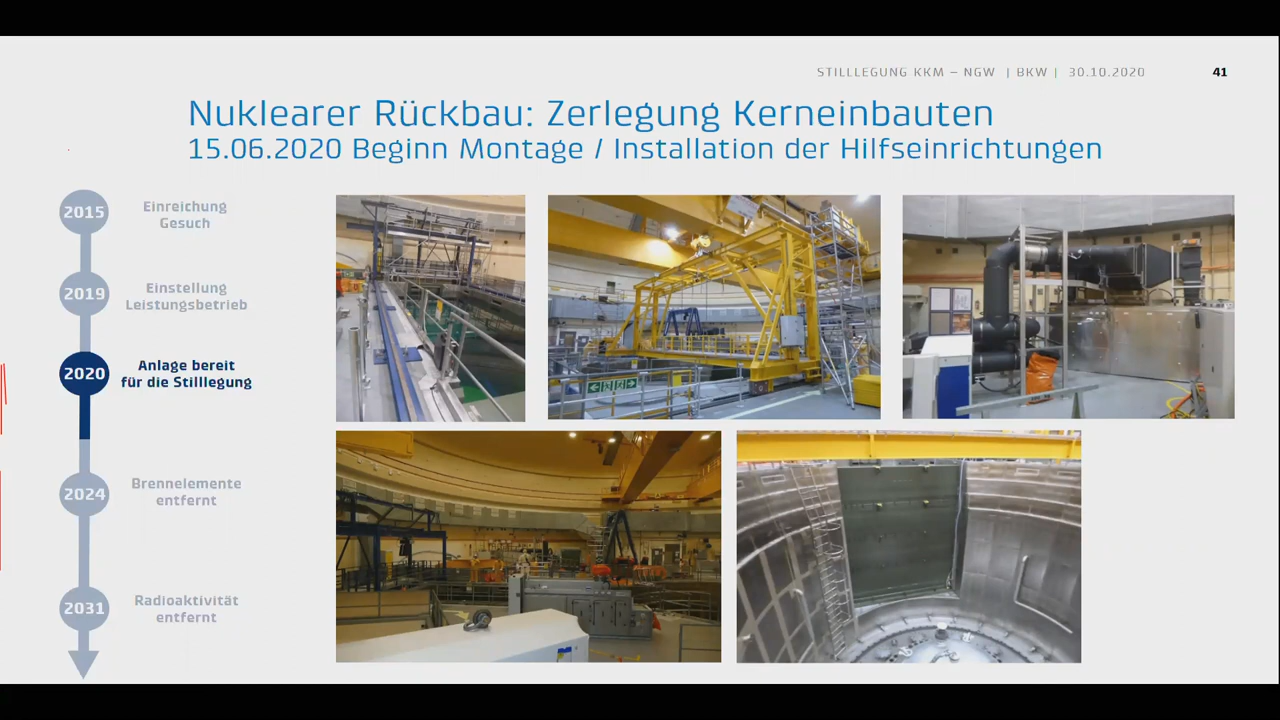 STILLLEGUNG KKM – NGW | BKW | 30.10.2020 41
Nuklearer Rückbau: Zerlegung Kerneinbauten
15.06.2020 Beginn Montage / Installation der Hilfseinrichtungen
2015
Einreichung
Gesuch
2019
Einstellung
Leistungsbetrieb
2020
Anlage bereit
für die Stilllegung
2024
Brennelemente
entfernt
2031
Radioaktivität
entfernt